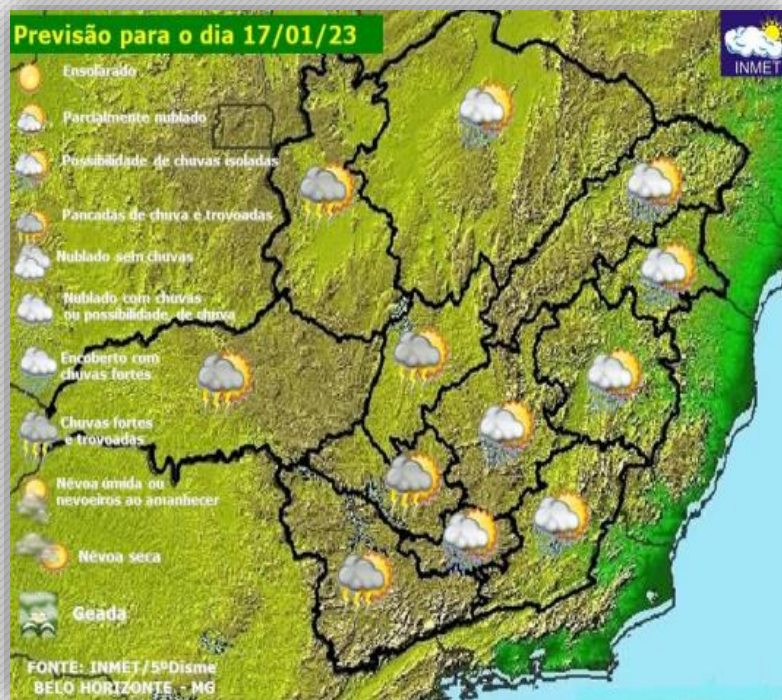 Previsão para o dia 17/01/23
INMET
Ensolarado
Parcialmente nublado
Possibilidade de chuvas isoladas
Pancadas de chuva e trovoadas
Nublado sem chuvas
Nublado com chuvas
ou possibilidade, de chuva
Encoberto com
chuvas fortes
Chuvas fortes
e trovoadas
Névoa úmida ou
nevoeiros ao amanhecer
Névoa seca
Geada
FONTE: INMET/5ºDisme
BELO HORIZONTE - MG